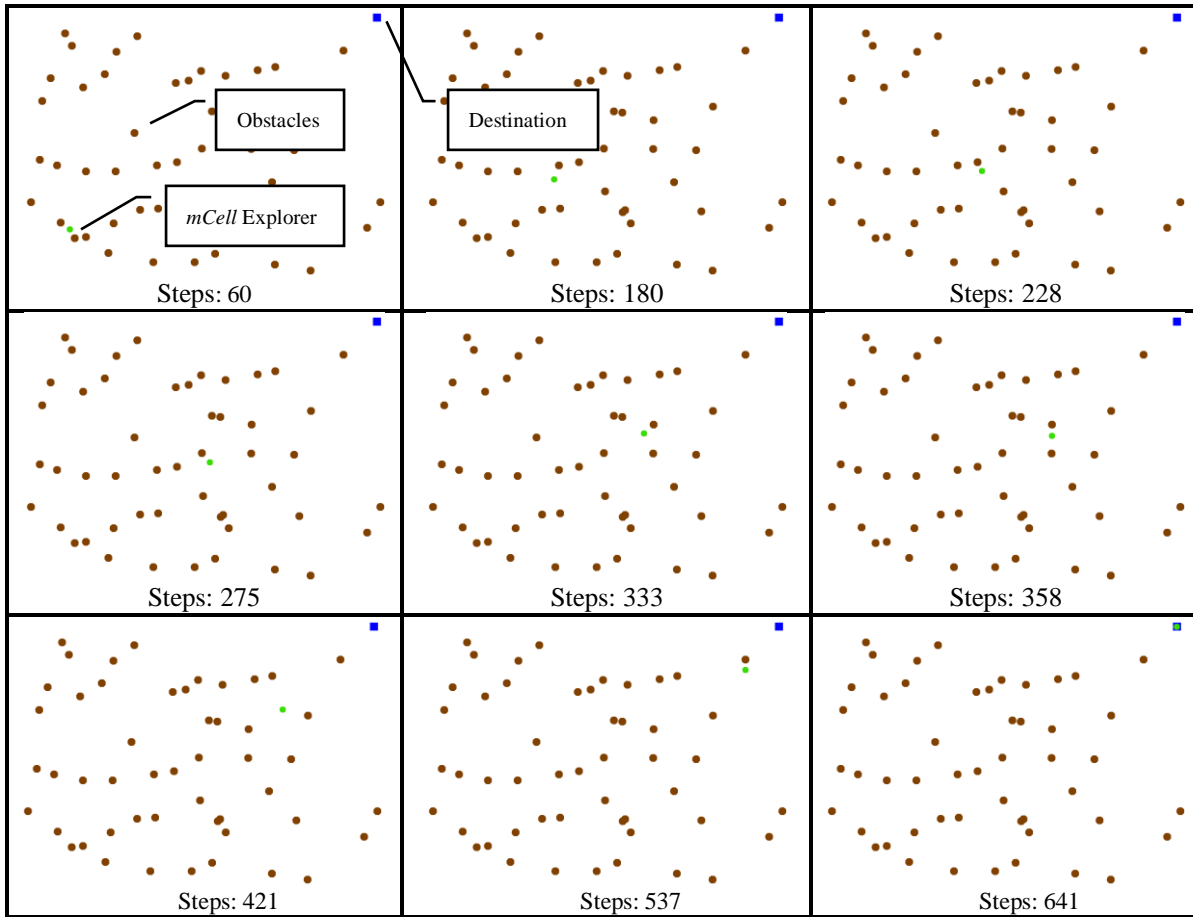 Obstacles
mCell Explorer
Steps: 60
Destination
Steps: 180
Steps: 228
Steps: 275
Steps: 333
Steps: 358
Steps: 421
Steps: 537
Steps: 641